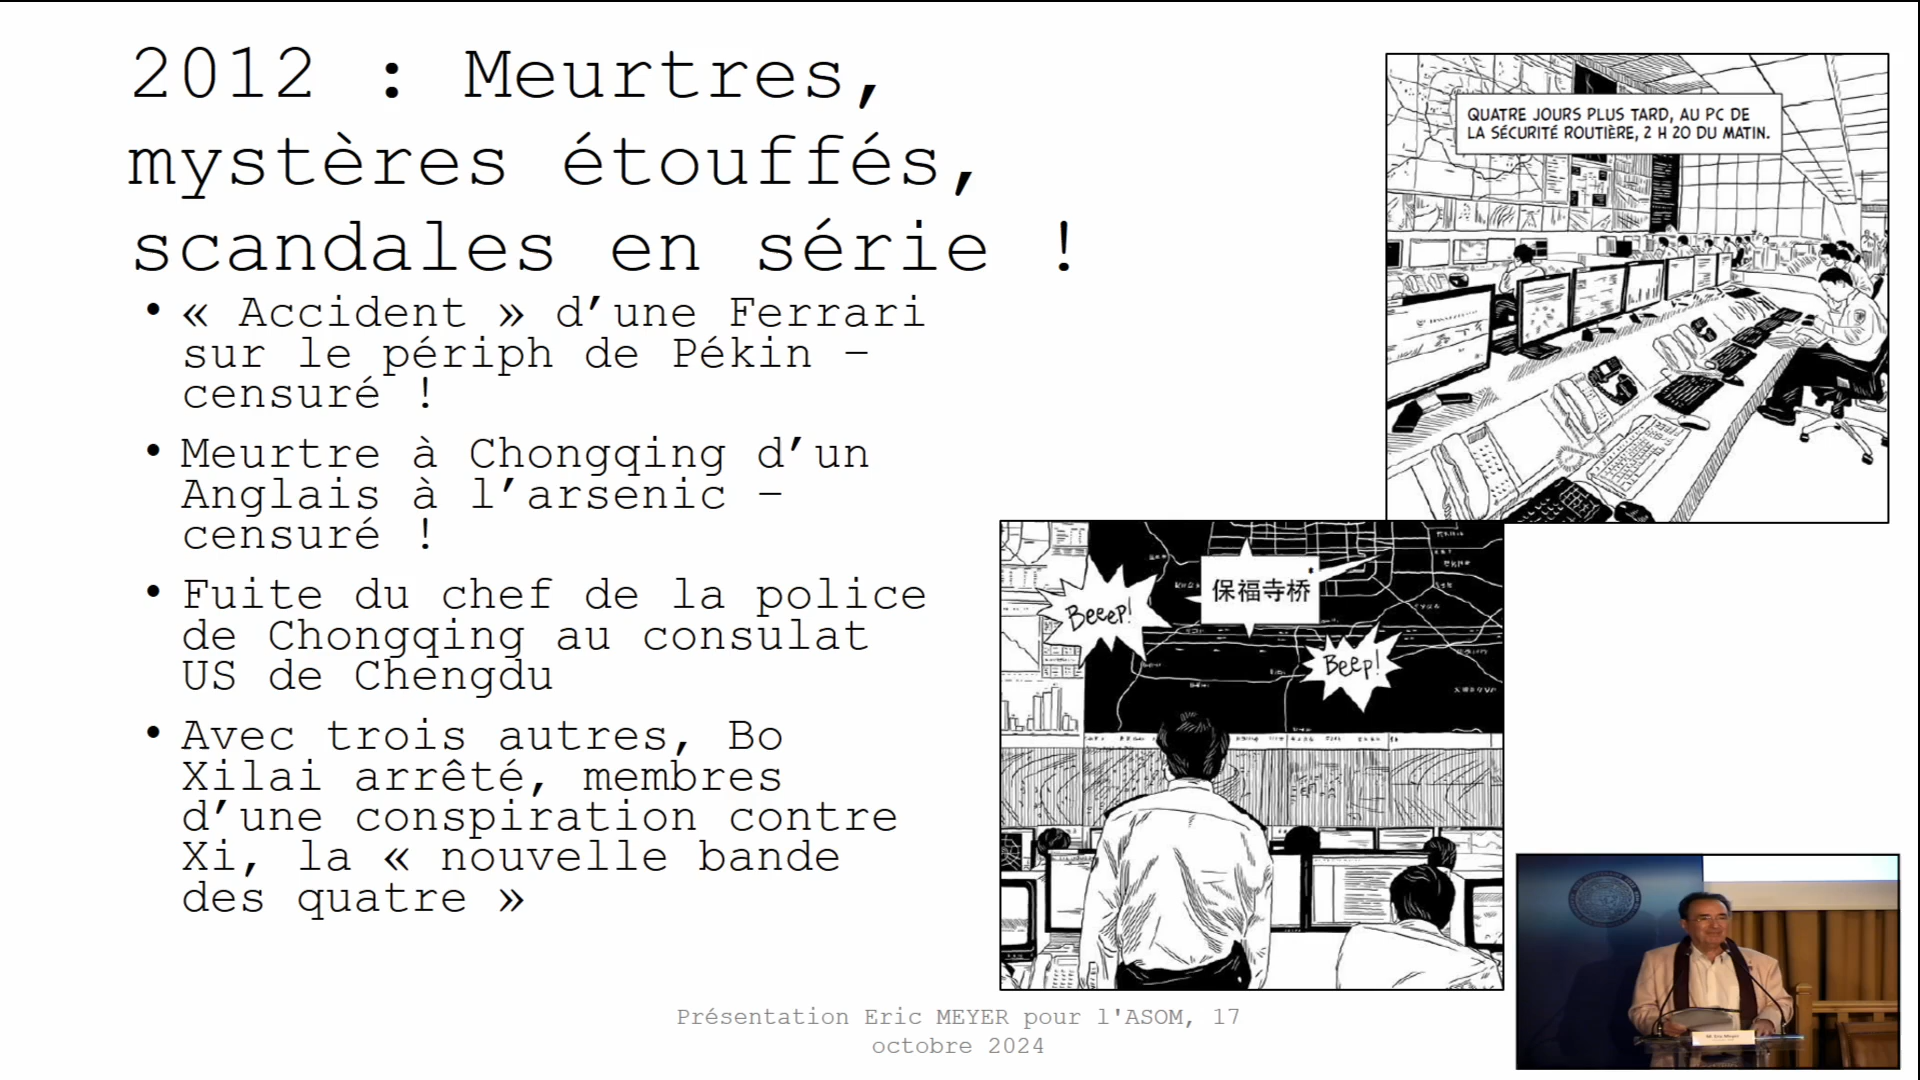 2012 : Meurtres,
mystères étouffés,
scandales en série !
• « Accident » d’une Ferrari
sur le périph de Pékin –
censuré !
• Meurtre à Chongqing d’un
Anglais à l’arsenic –
censuré !
• Fuite du chef de la police
de Chongqing au consulat
US de Chengdu
• Avec trois autres, Bo
Xilai arrêté, membres
d’une conspiration contre
Xi, la « nouvelle bande
des quatre »
QUATRE JOURS PLUS TARD, AU PC DE
LA SÉCURITÉ ROUTIÈRE, 2 H 20 DU MATIN.
Beeep!
保福寺桥*
Beep!
Présentation Eric MEYER pour l'ASOM, 17
octobre 2024